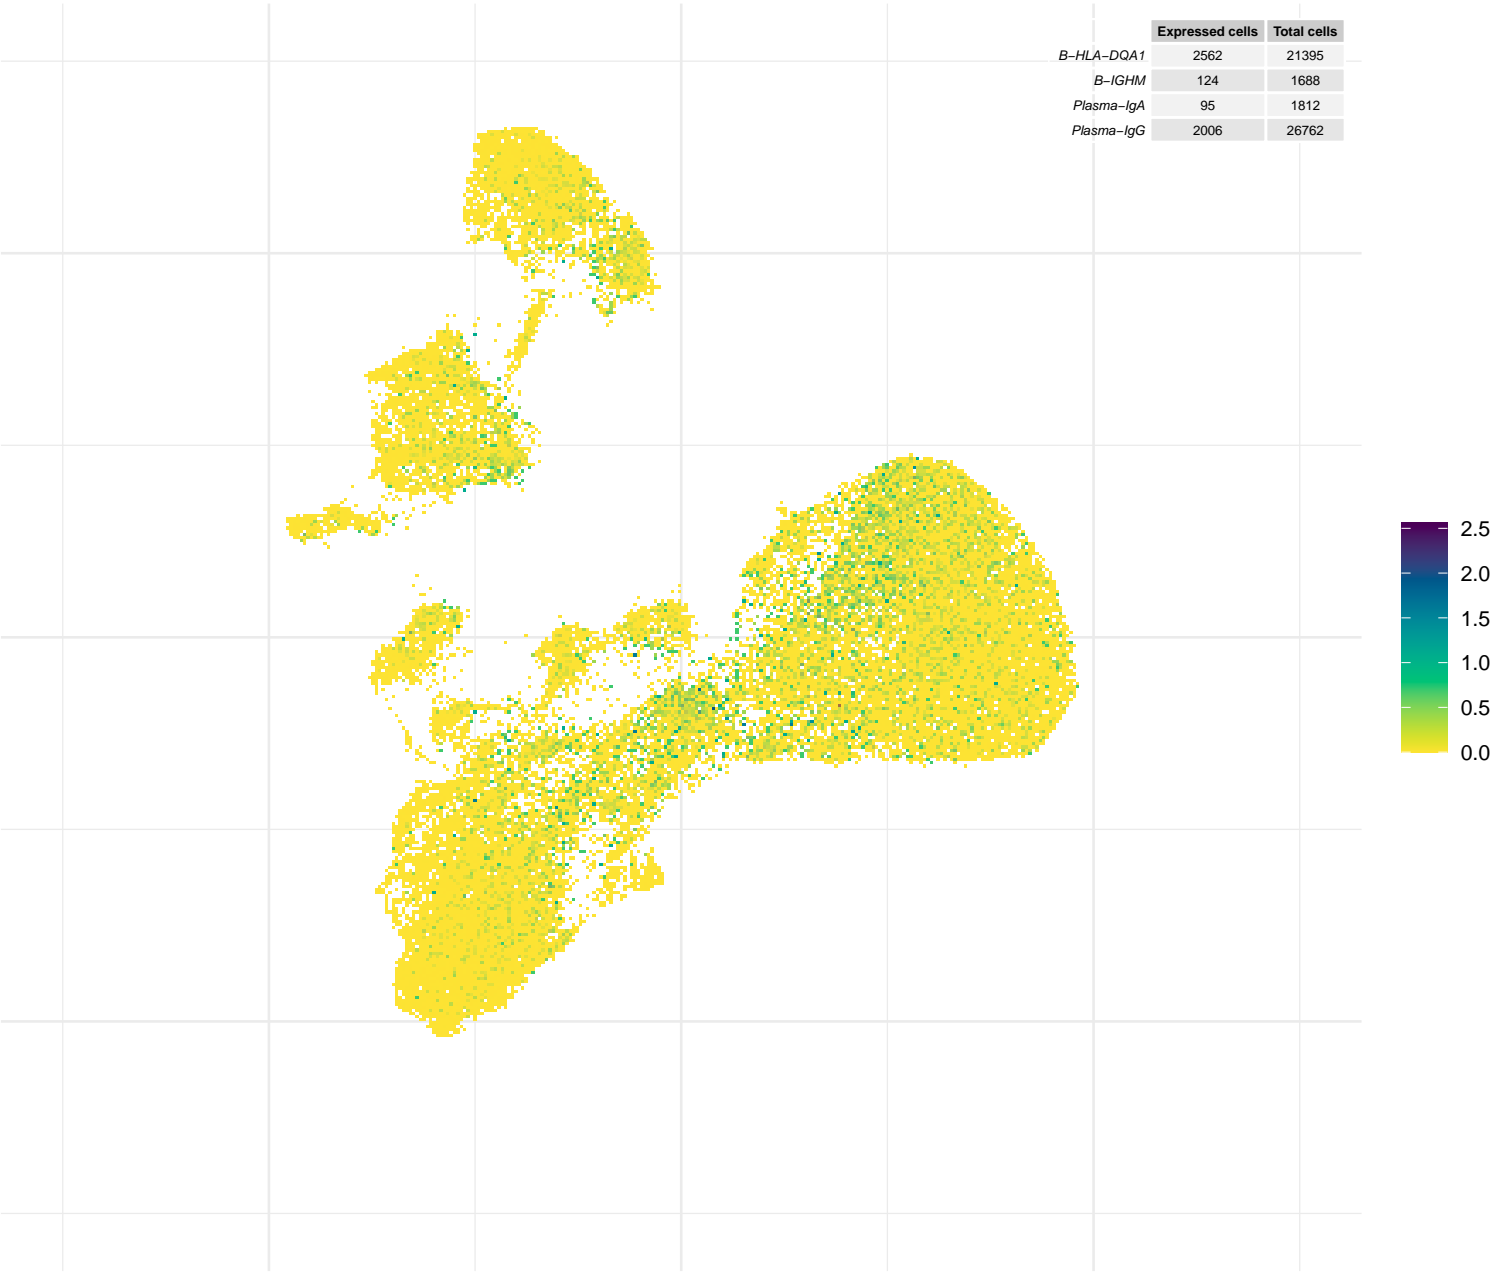 Expressed cells Total cells
B−HLA−DQA1 2562 21395
B−IGHM 124 1688
Plasma−IgA 95 1812
Plasma−IgG 2006 26762
2.5
2.0
1.5
1.0
0.5
0.0